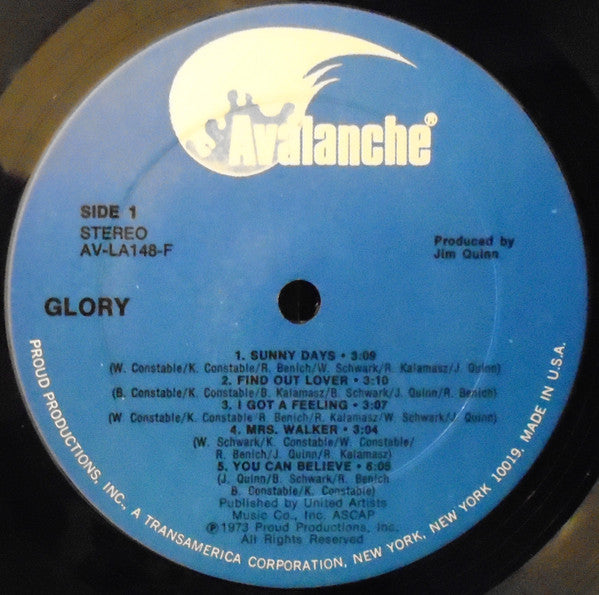 Avalanche®
SIDE 1
STEREO
AV-LA148-F
Produced by
Jim Quinn
GLORY
1. SUNNY DAYS • 3:09
(W. Constable/K. Constable/R. Benich/W. Schwark/R. Kalamasz/J. Quinn)
2. FIND OUT LOVER • 3:10
(B. Constable/K. Constable/B. Kalamasz/B. Schwark/J. Quinn/R. Benich)
3. I GOT A FEELING • 3:07
(W. Constable/K. Constable/R. Benich/R. Kalamasz/W. Schwark/J. Quinn)
4. MRS. WALKER • 3:04
(W. Schwark/K. Constable/W. Constable/
R. Benich/J. Quinn/R. Kalamasz)
5. YOU CAN BELIEVE • 6:05
(J. Quinn/B. Schwark/R. Benich
B. Constable/K. Constable)
Published by United Artists
Music Co., Inc. ASCAP
℗1973 Proud Productions, Inc.
All Rights Reserved
PROUD PRODUCTIONS, INC., A TRANSAMERICA CORPORATION, NEW YORK, NEW YORK 10019. MADE IN U.S.A.